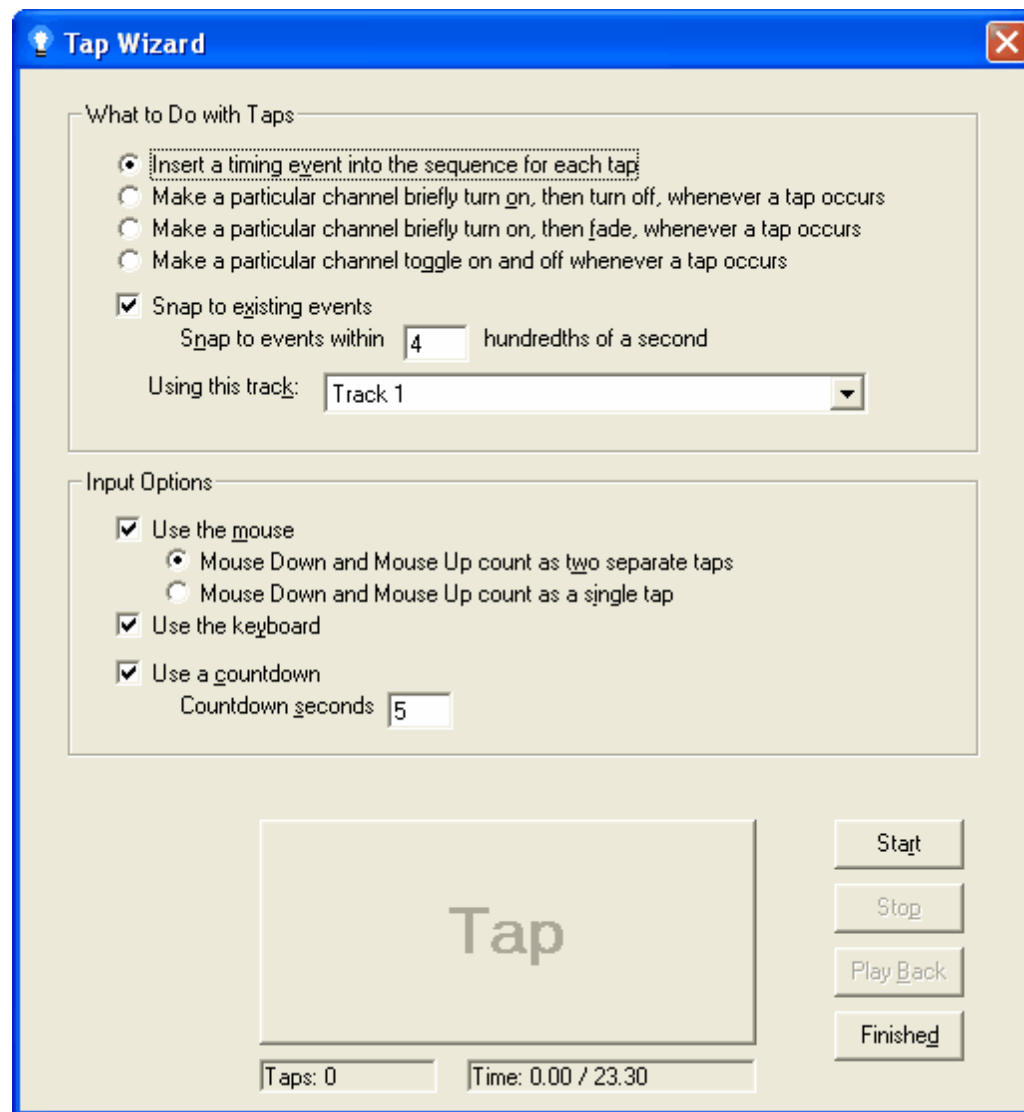 Tap Wizard
What to Do with Taps
Insert a timing event into the sequence for each tap
Make a particular channel briefly turn on, then turn off, whenever a tap occurs
Make a particular channel briefly turn on, then fade, whenever a tap occurs
Make a particular channel toggle on and off whenever a tap occurs
Snap to existing events
Snap to events within 4 hundredths of a second
Using this track: Track 1
Input Options
Use the mouse
Mouse Down and Mouse Up count as two separate taps
Mouse Down and Mouse Up count as a single tap
Use the keyboard
Use a countdown
Countdown seconds 5
Tap
Start
Stop
Play Back
Finished
Taps: 0 Time: 0.00 / 23.30